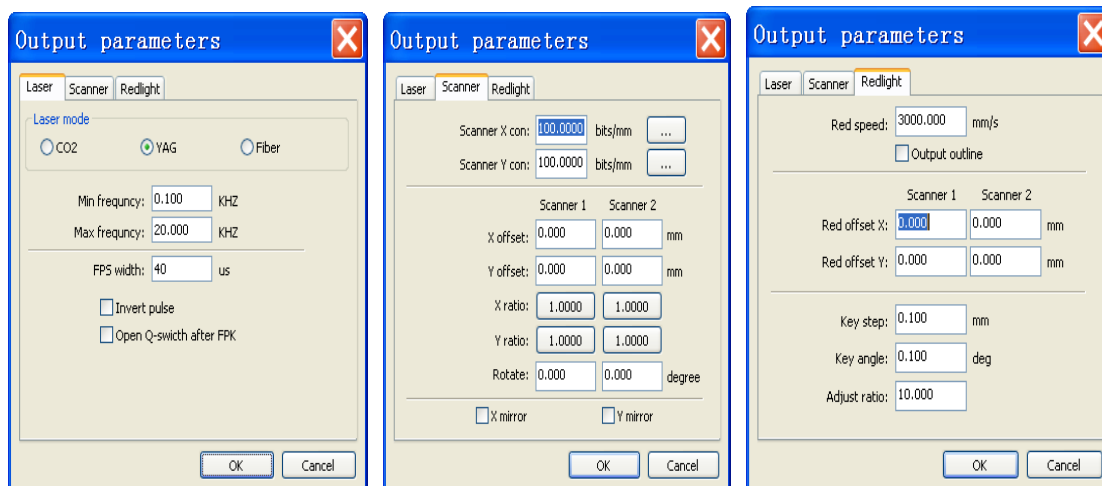 Output parameters
Laser Scanner Redlight
Laser mode
CO2 YAG Fiber
Min frequncy: 0.100 KHZ
Max frequncy: 20.000 KHZ
FPS width: 40 us
Invert pulse
Open Q-swicth after FPK
OK Cancel
Output parameters
Laser Scanner Redlight
Scanner X con: 100.0000 bits/mm ...
Scanner Y con: 100.0000 bits/mm ...
Scanner 1 Scanner 2
X offset: 0.000 0.000 mm
Y offset: 0.000 0.000 mm
X ratio: 1.0000 1.0000
Y ratio: 1.0000 1.0000
Rotate: 0.000 0.000 degree
X mirror Y mirror
OK Cancel
Output parameters
Laser Scanner Redlight
Red speed: 3000.000 mm/s
Output outline
Scanner 1 Scanner 2
Red offset X: 0.000 0.000 mm
Red offset Y: 0.000 0.000 mm
Key step: 0.100 mm
Key angle: 0.100 deg
Adjust ratio: 10.000
OK Cancel